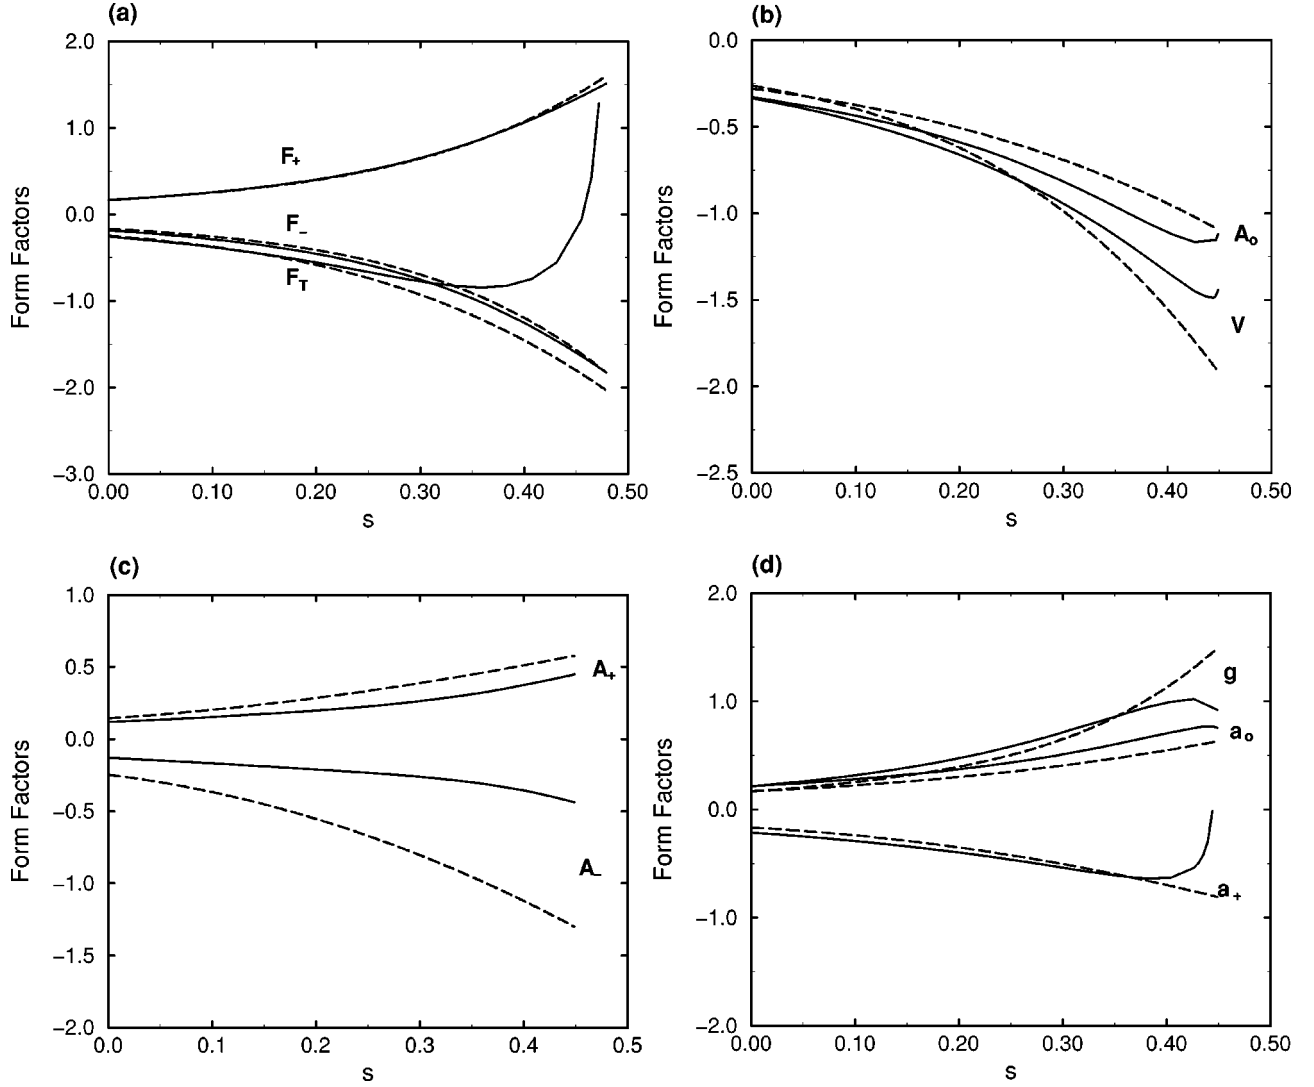 (a)
2.0
1.0
0.0
−1.0
−2.0
−3.0
Form Factors
F+
F−
FT
0.00 0.10 0.20 0.30 0.40 0.50
s
(b)
0.0
−0.5
−1.0
−1.5
−2.0
−2.5
Form Factors
Ao
V
0.00 0.10 0.20 0.30 0.40 0.50
s
(c)
1.0
0.5
0.0
−0.5
−1.0
−1.5
−2.0
Form Factors
A+
A−
0.0 0.1 0.2 0.3 0.4 0.5
s
(d)
2.0
1.0
0.0
−1.0
−2.0
Form Factors
g
ao
a+
0.00 0.10 0.20 0.30 0.40 0.50
s